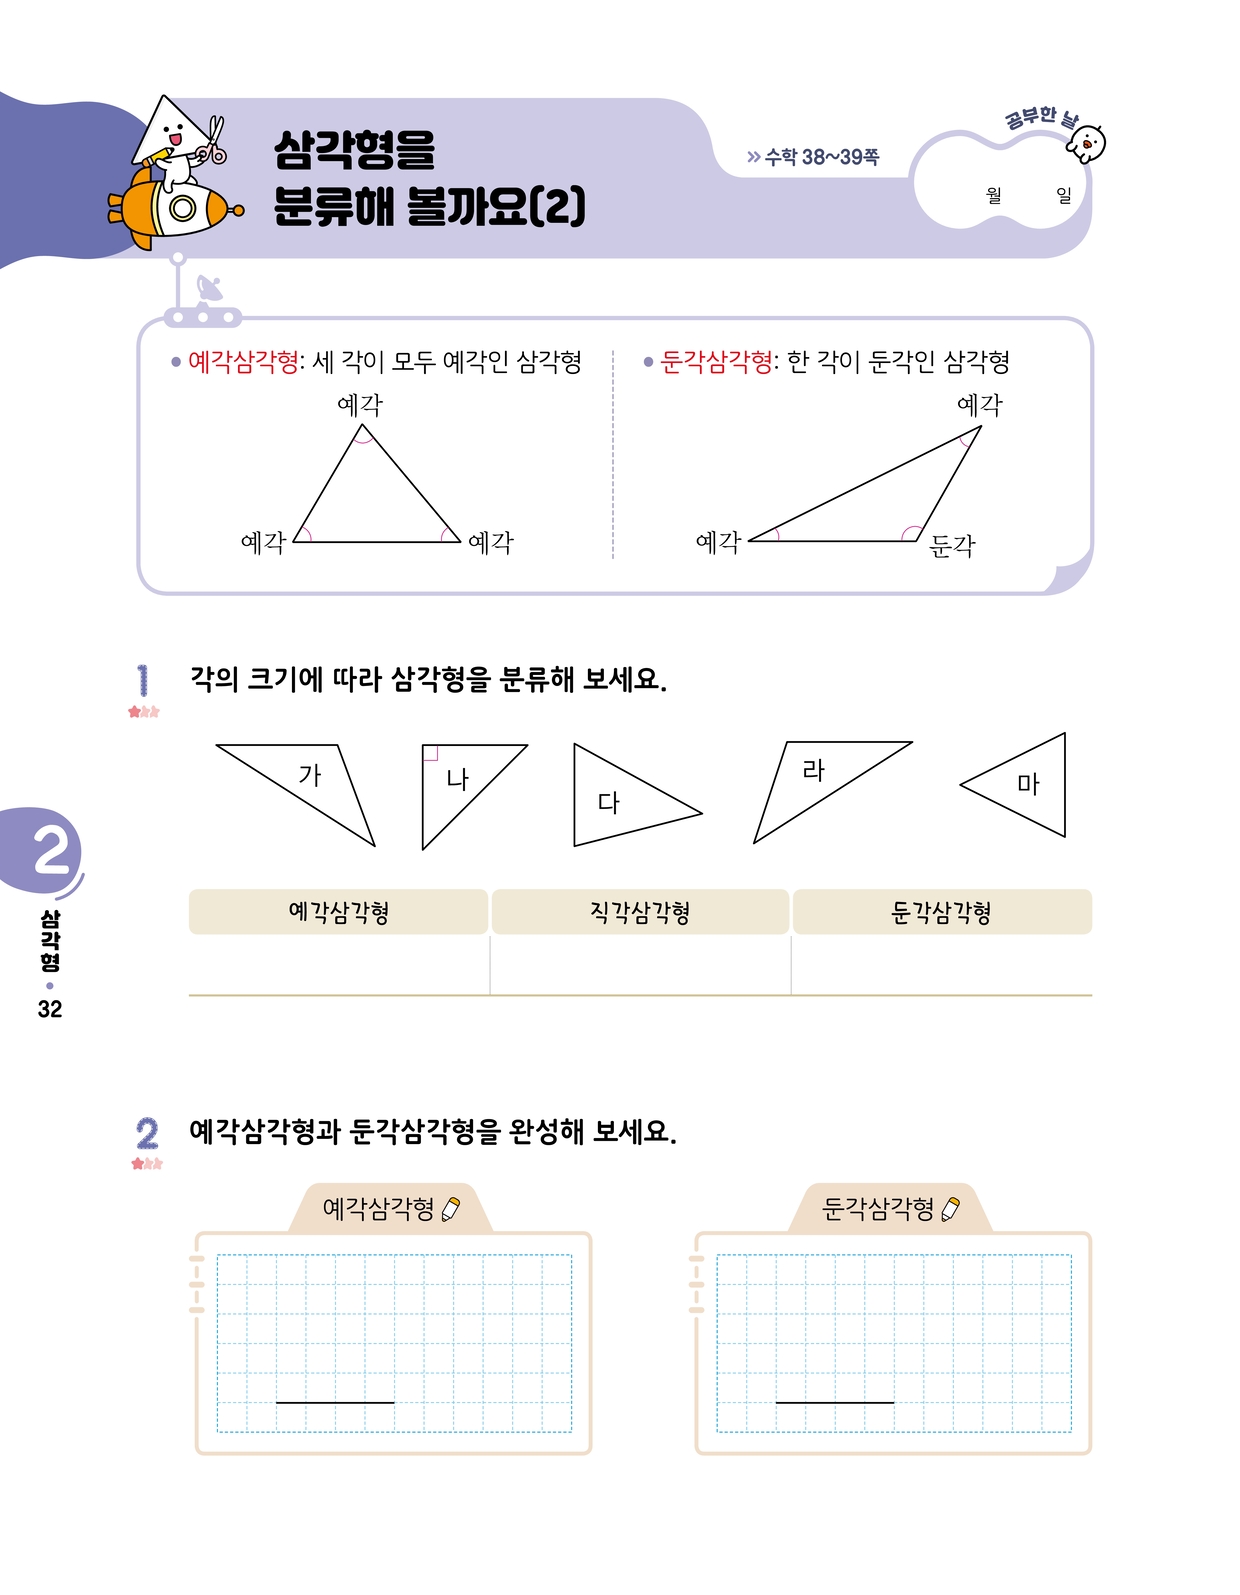 삼각형을
분류해 볼까요(2)
» 수학 38~39쪽
공부한 날
월 일
• 예각삼각형: 세 각이 모두 예각인 삼각형
예각
예각 예각
• 둔각삼각형: 한 각이 둔각인 삼각형
예각
예각 둔각
1 각의 크기에 따라 삼각형을 분류해 보세요.
가 나 다 라 마
예각삼각형 직각삼각형 둔각삼각형
2
삼각형
•
32
2 예각삼각형과 둔각삼각형을 완성해 보세요.
예각삼각형 둔각삼각형